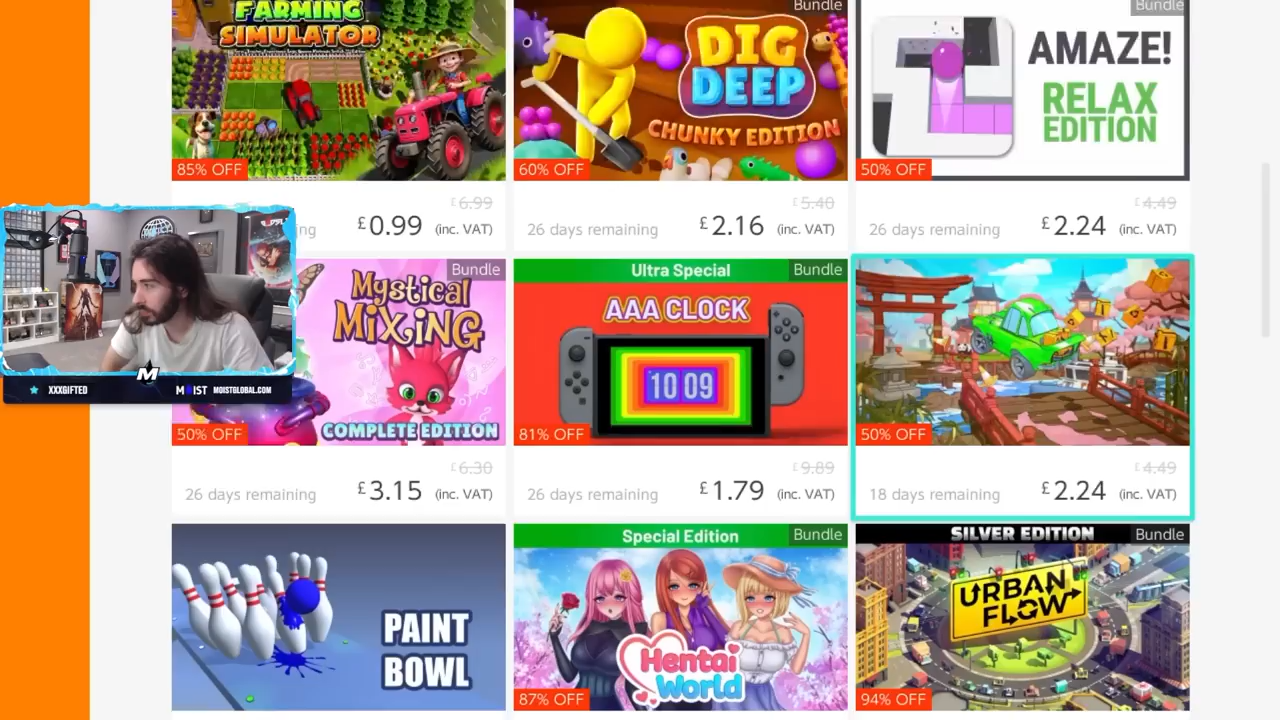 FARMING
SIMULATOR
85% OFF
£6.99
ing
£0.99 (inc. VAT)
Bundle
DIG
DEEP
CHUNKY EDITION
60% OFF
£5.40
26 days remaining
£2.16 (inc. VAT)
Bundle
AMAZE!
RELAX
EDITION
50% OFF
£4.49
26 days remaining
£2.24 (inc. VAT)
M
XXXGIFTED
MOIST
MOISTGLOBAL.COM
Bundle
Mystical
MiXiNG
COMPLETE EDITION
50% OFF
£6.30
26 days remaining
£3.15 (inc. VAT)
Ultra Special
Bundle
AAA CLOCK
10 09
81% OFF
£9.89
26 days remaining
£1.79 (inc. VAT)
50% OFF
£4.49
18 days remaining
£2.24 (inc. VAT)
PAINT
BOWL
Special Edition
Bundle
Hentai
World
87% OFF
SILVER EDITION
Bundle
URBAN
FLOW
94% OFF